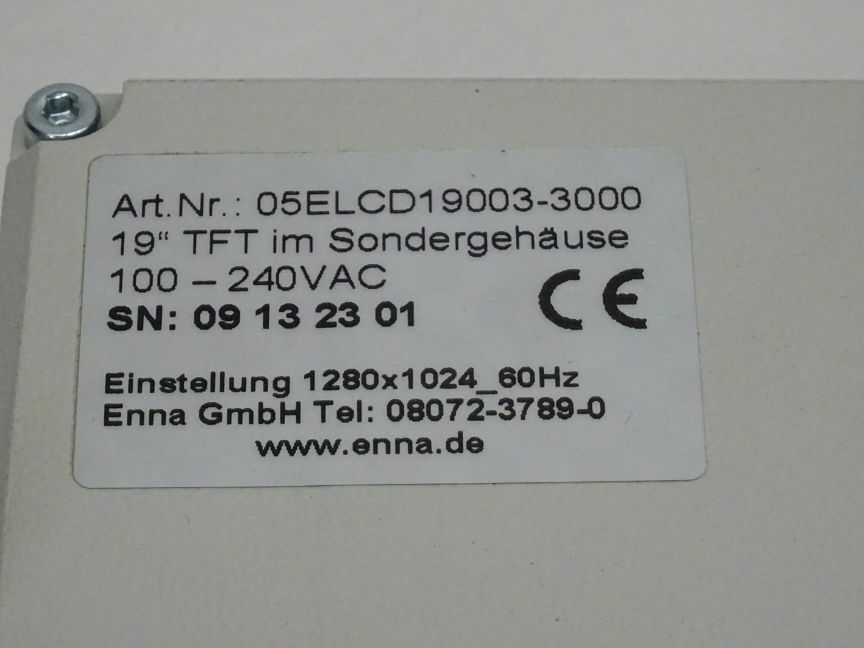 Art.Nr.: 05ELCD19003-3000
19“ TFT im Sondergehäuse
100 – 240VAC
SN: 09 13 23 01
CE
Einstellung 1280x1024_60Hz
Enna GmbH Tel: 08072-3789-0
www.enna.de